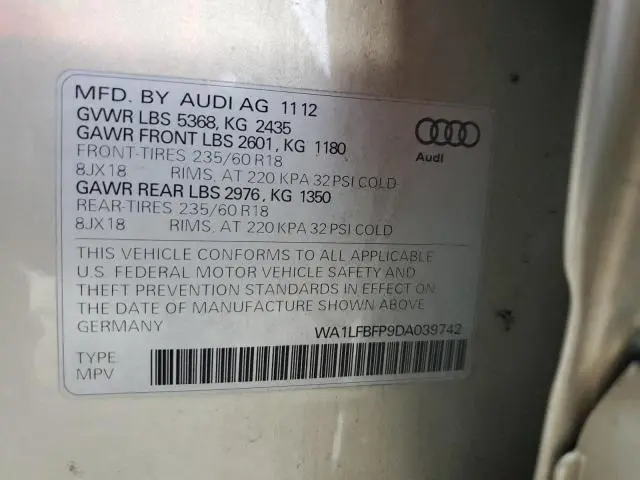 MFD. BY AUDI AG 11 12
GVWR LBS 5368, KG 2435
GAWR FRONT LBS 2601, KG 1180
FRONT-TIRES 235/60 R18
8JX18 RIMS, AT 220 KPA 32 PSI COLD
GAWR REAR LBS 2976, KG 1350
REAR-TIRES 235/60 R18
8JX18 RIMS, AT 220 KPA 32 PSI COLD
Audi
THIS VEHICLE CONFORMS TO ALL APPLICABLE
U.S. FEDERAL MOTOR VEHICLE SAFETY AND
THEFT PREVENTION STANDARDS IN EFFECT ON
THE DATE OF MANUFACTURE SHOWN ABOVE
GERMANY
WA1LFBFP9DA039742
TYPE
MPV